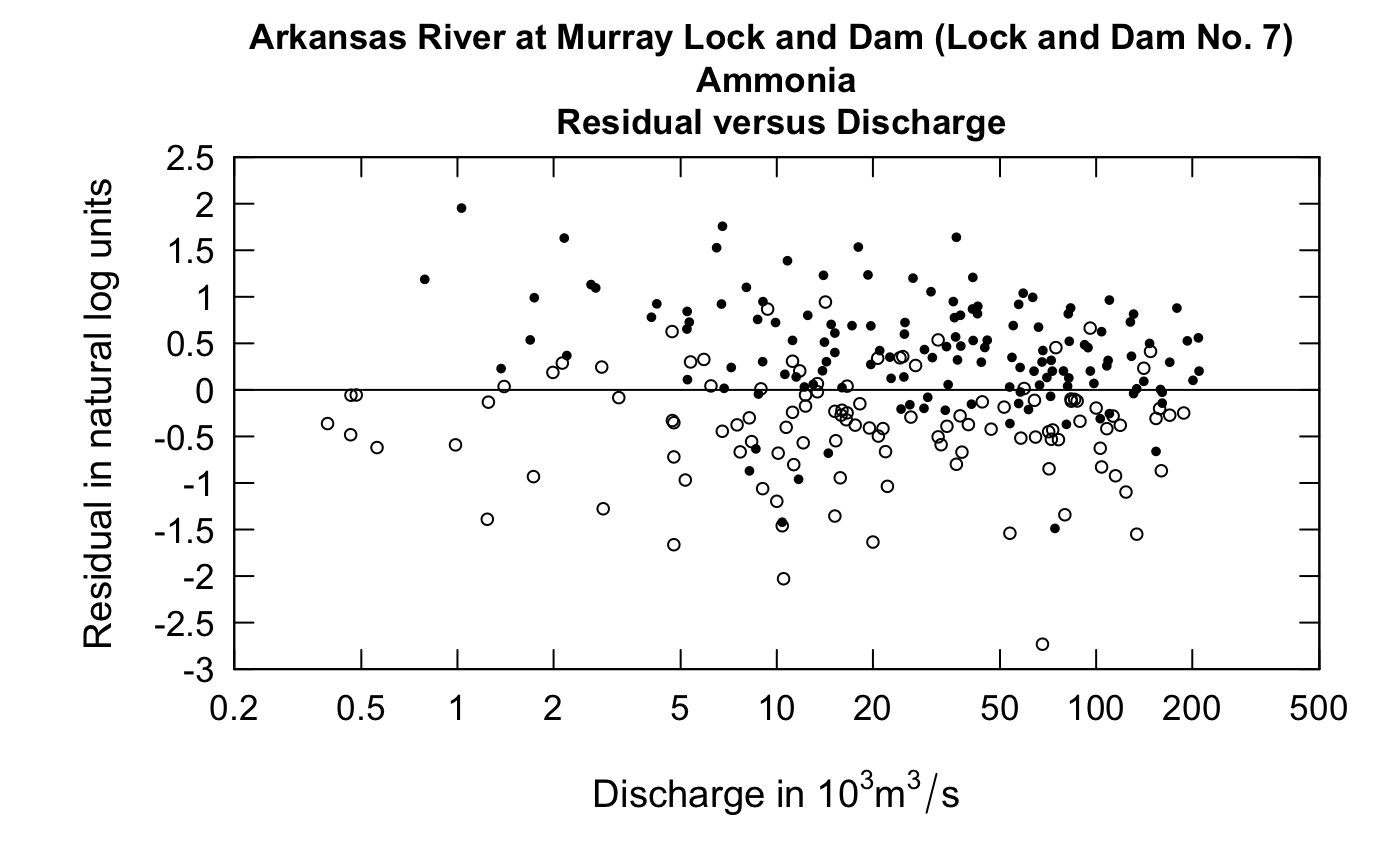 Arkansas River at Murray Lock and Dam (Lock and Dam No. 7)
Ammonia
Residual versus Discharge
Residual in natural log units
2.5
2
1.5
1
0.5
0
-0.5
-1
-1.5
-2
-2.5
-3
0.2 0.5 1 2 5 10 20 50 100 200 500
Discharge in 10³m³/s